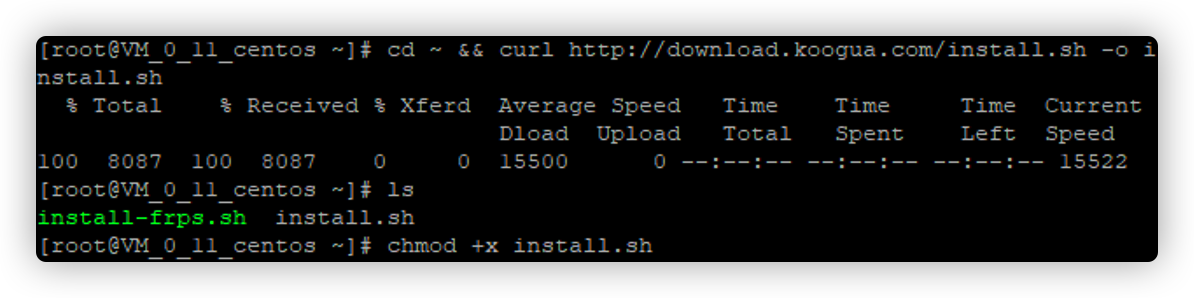 [root@VM_0_11_centos ~]# cd ~ && curl http://download.koogua.com/install.sh -o i
nstall.sh
  % Total    % Received % Xferd  Average Speed   Time    Time     Time  Current
                                 Dload  Upload   Total   Spent    Left  Speed
100  8087  100  8087    0     0  15500      0 --:--:-- --:--:-- --:--:-- 15522
[root@VM_0_11_centos ~]# ls
install-frps.sh  install.sh
[root@VM_0_11_centos ~]# chmod +x install.sh